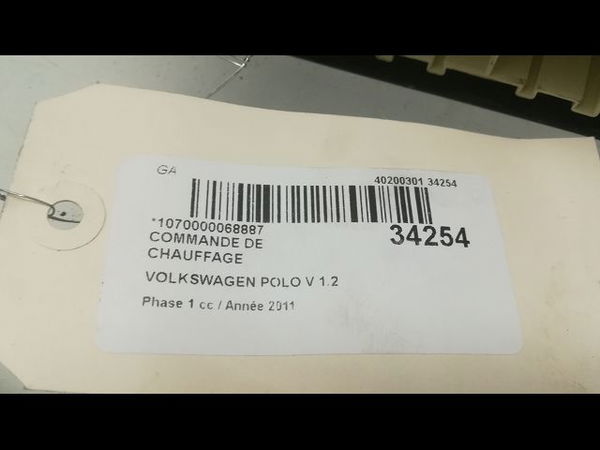 GA
40200301 34254
*1070000068887
34254
COMMANDE DE
CHAUFFAGE
VOLKSWAGEN POLO V 1.2
Phase 1 cc / Année 2011